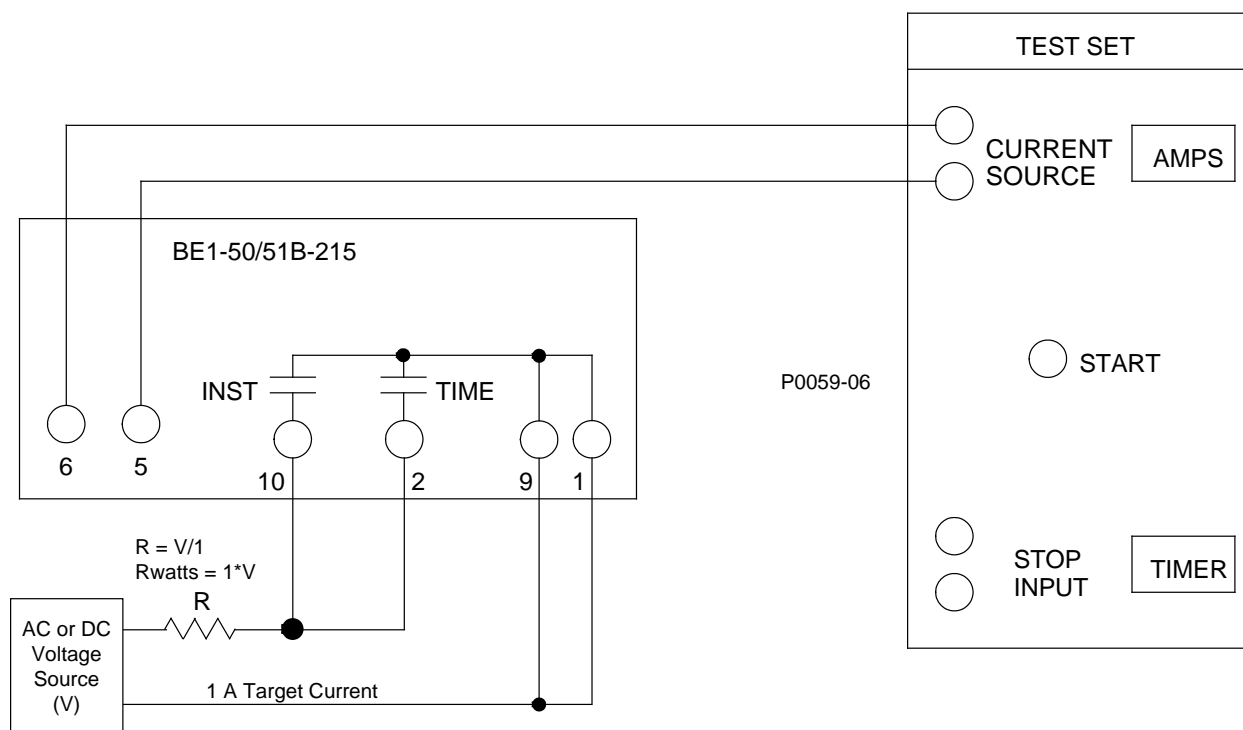 TEST SET
CURRENT
SOURCE
AMPS
BE1-50/51B-215
P0059-06
START
INST
TIME
6
5
10
2
9
1
R = V/1
Rwatts = 1*V
R
STOP
INPUT
TIMER
AC or DC
Voltage
Source
(V)
1 A Target Current